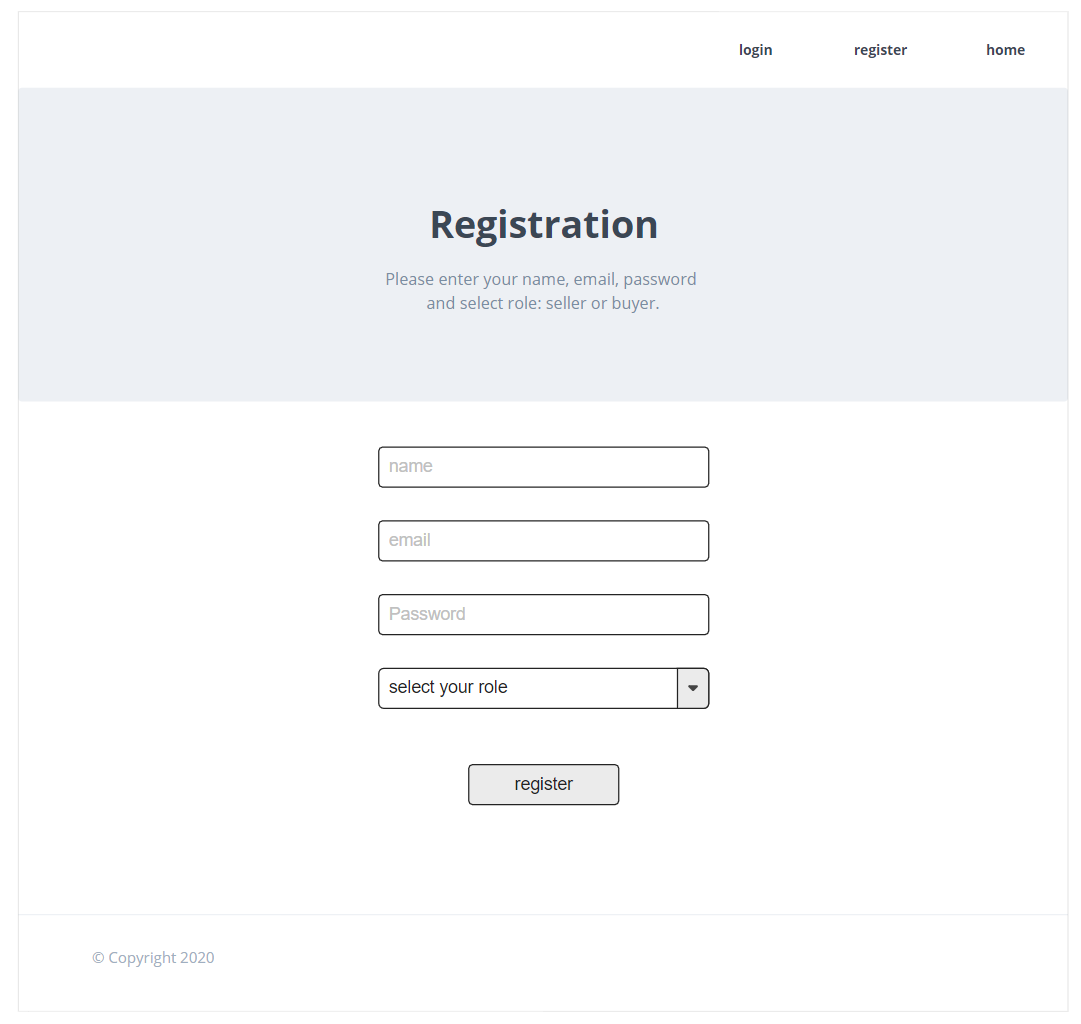 login register home
Registration
Please enter your name, email, password
and select role: seller or buyer.
name
email
Password
select your role
register
© Copyright 2020